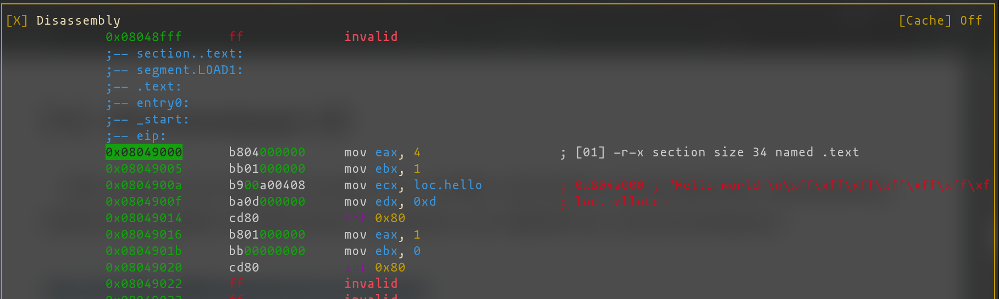 [X] Disassembly [Cache] Off
0x08048fff ff invalid
;-- section..text:
;-- segment.LOAD1:
;-- .text:
;-- entry0:
;-- _start:
;-- eip:
0x08049000 b804000000 mov eax, 4 ; [01] -r-x section size 34 named .text
0x08049005 bb01000000 mov ebx, 1
0x0804900a b900a00408 mov ecx, loc.hello ; 0x804a000 ; "Hello world!\n\xff\xff\xff\xff\xff\xff\xf
0x0804900f ba0d000000 mov edx, 0xd ; loc.helloLen
0x08049014 cd80 int 0x80
0x08049016 b801000000 mov eax, 1
0x0804901b bb00000000 mov ebx, 0
0x08049020 cd80 int 0x80
0x08049022 ff invalid
0x08049023 ff invalid